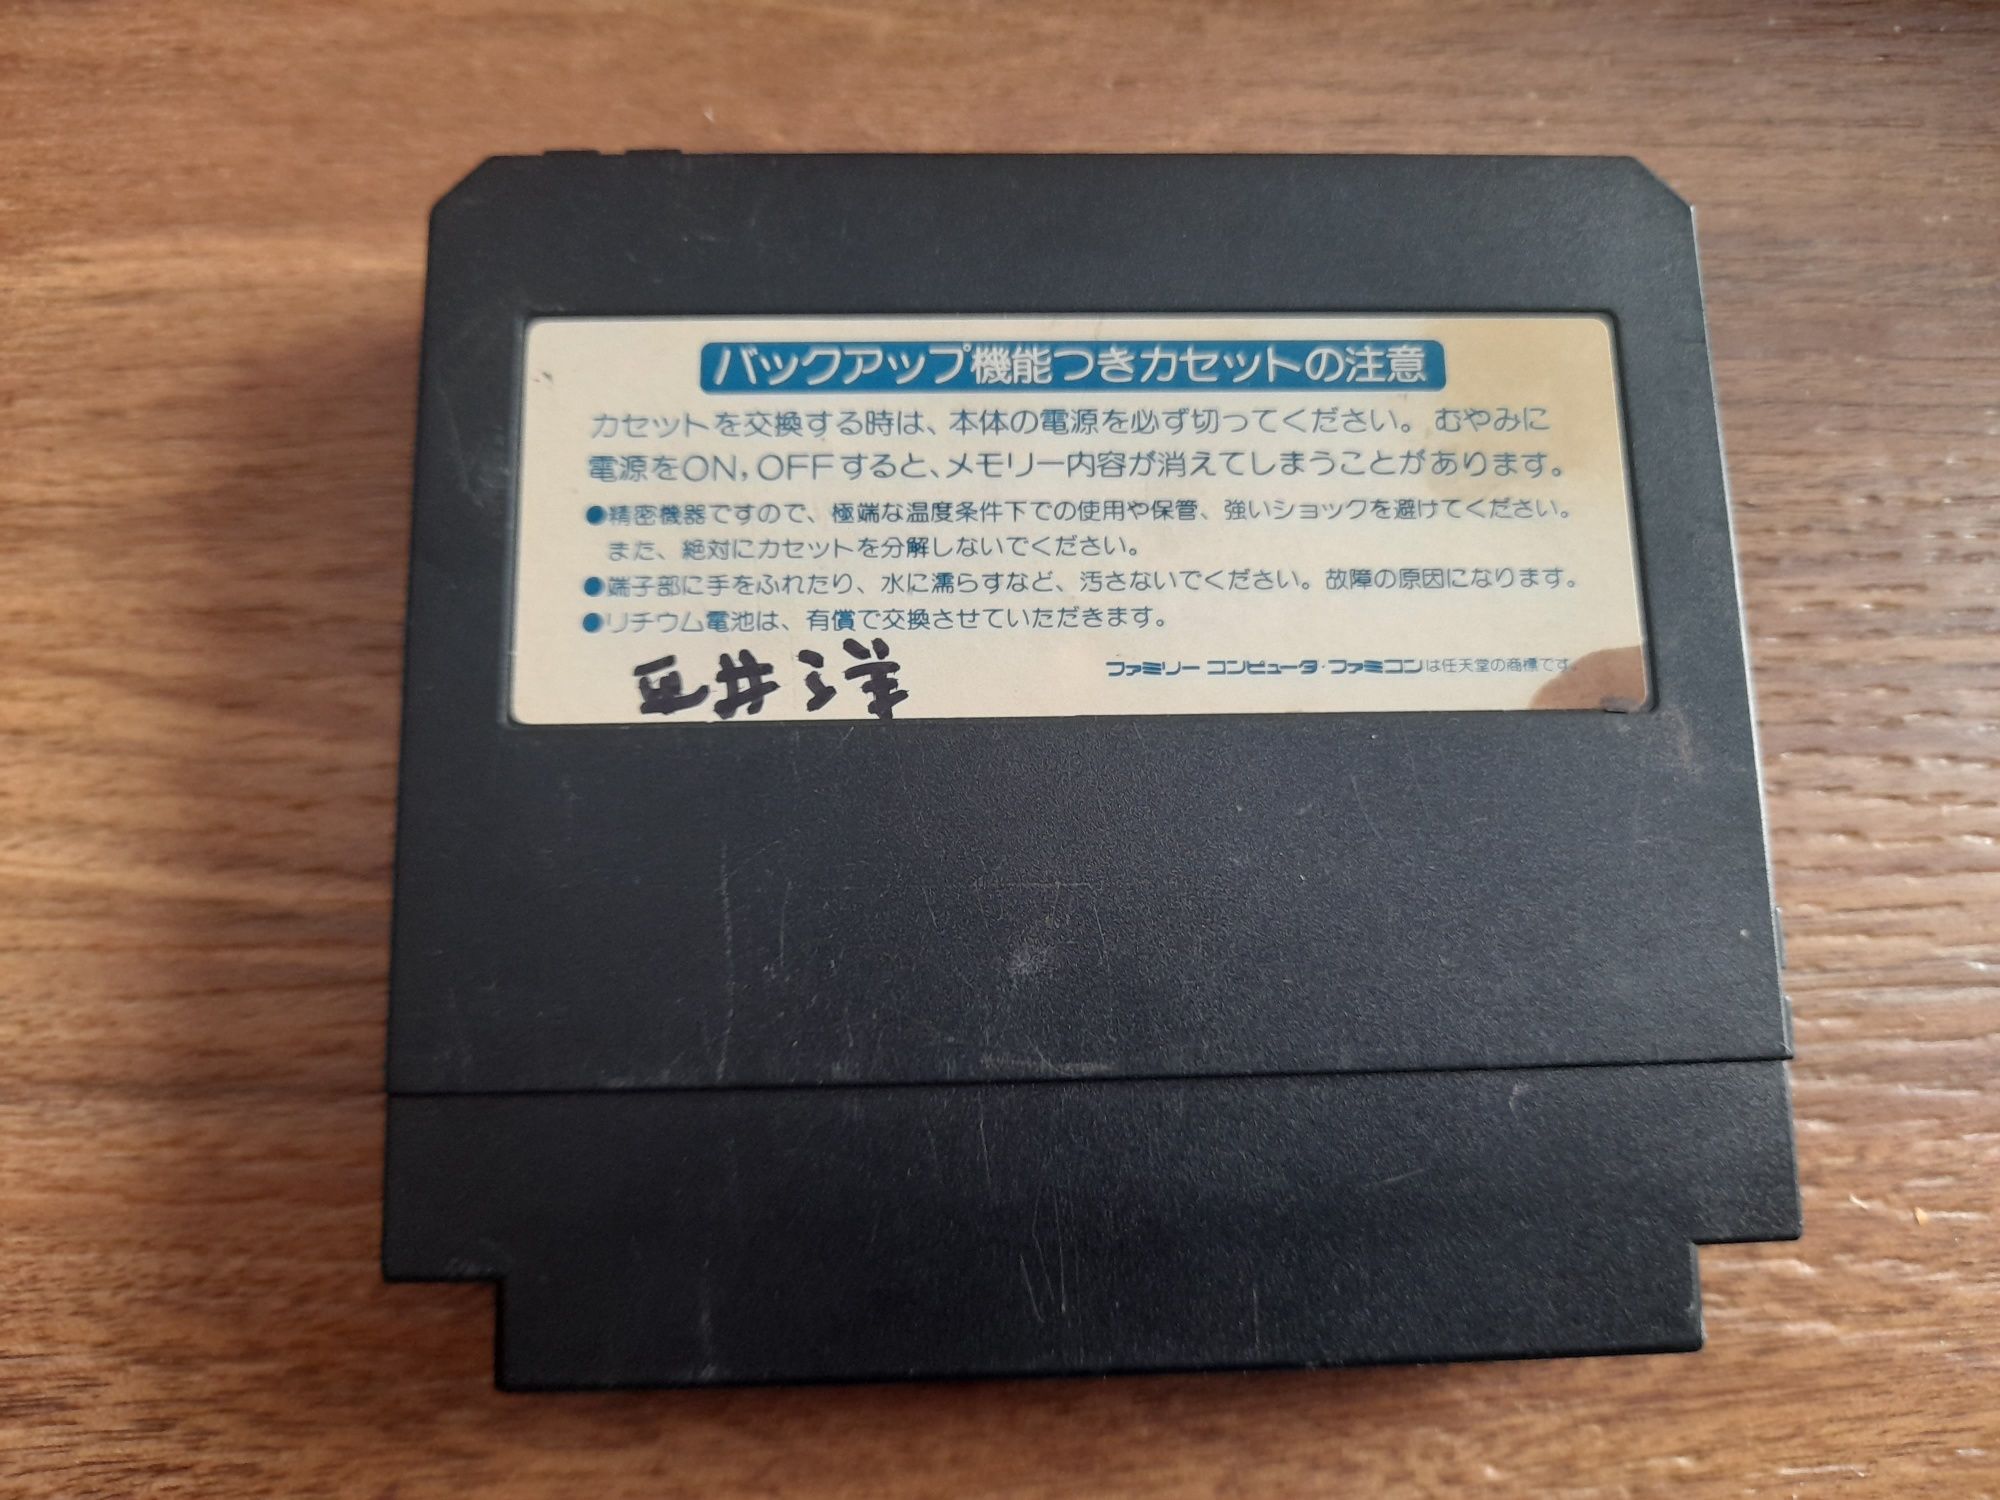 バックアップ機能つきカセットの注意
カセットを交換する時は、本体の電源を必ず切ってください。むやみに
電源をON,OFFすると、メモリー内容が消えてしまうことがあります。
●精密機器ですので、極端な温度条件下での使用や保管、強いショックを避けてください。
また、絶対にカセットを分解しないでください。
●端子部に手をふれたり、水に濡らすなど、汚さないでください。故障の原因になります。
●リチウム電池は、有償で交換させていただきます。
ファミリーコンピュータ・ファミコンは任天堂の商標です。